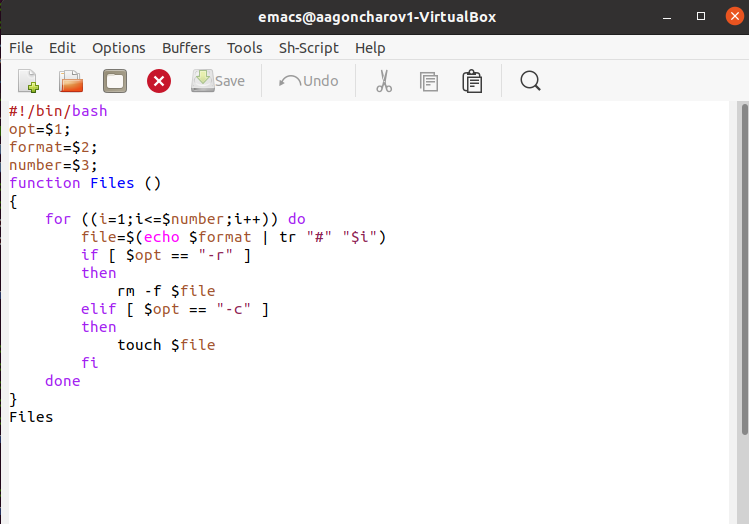 emacs@aagoncharov1-VirtualBox
File Edit Options Buffers Tools Sh-Script Help
Save Undo
#!/bin/bash
opt=$1;
format=$2;
number=$3;
function Files ()
{
    for ((i=1;i<=$number;i++)) do
        file=$(echo $format | tr "#" "$i")
        if [ $opt == "-r" ]
        then
            rm -f $file
        elif [ $opt == "-c" ]
        then
            touch $file
        fi
    done
}
Files